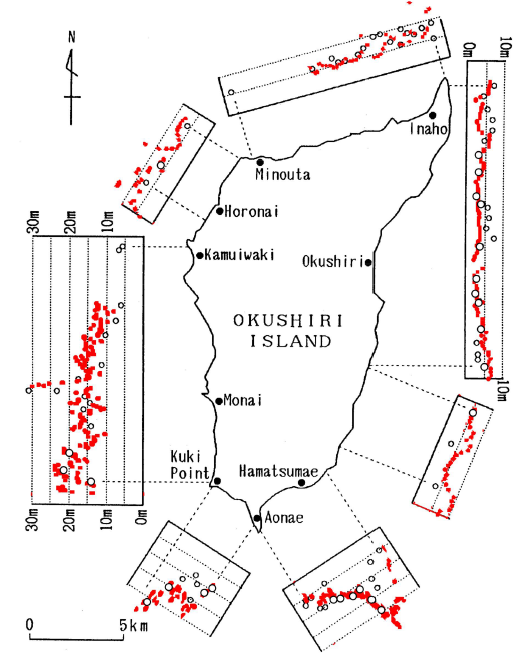 N
0m
10m
Inaho
Minouta
30m
20m
10m
Horonai
Kamuiwaki
Okushiri
OKUSHIRI
ISLAND
10m
Monai
Kuki
Point
Hamatsumae
Aonae
30m
20m
10m
0m
0
5km